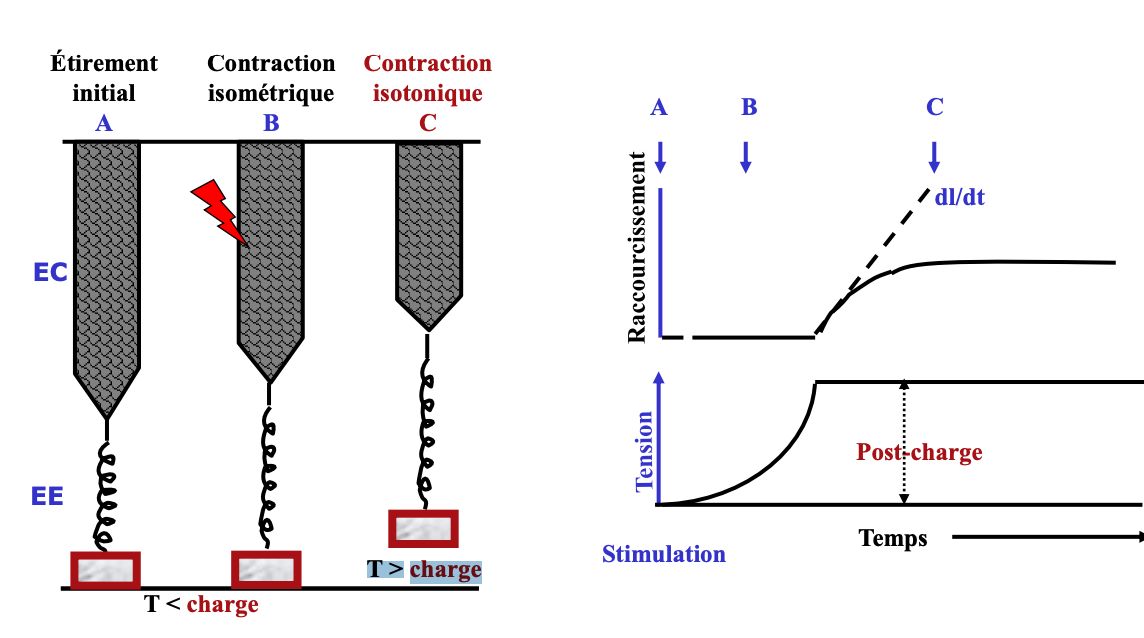 Étirement
initial
A
Contraction
isométrique
B
Contraction
isotonique
C
EC
EE
T < charge
T > charge
A
B
C
Raccourcissement
dl/dt
Tension
Post-charge
Stimulation
Temps